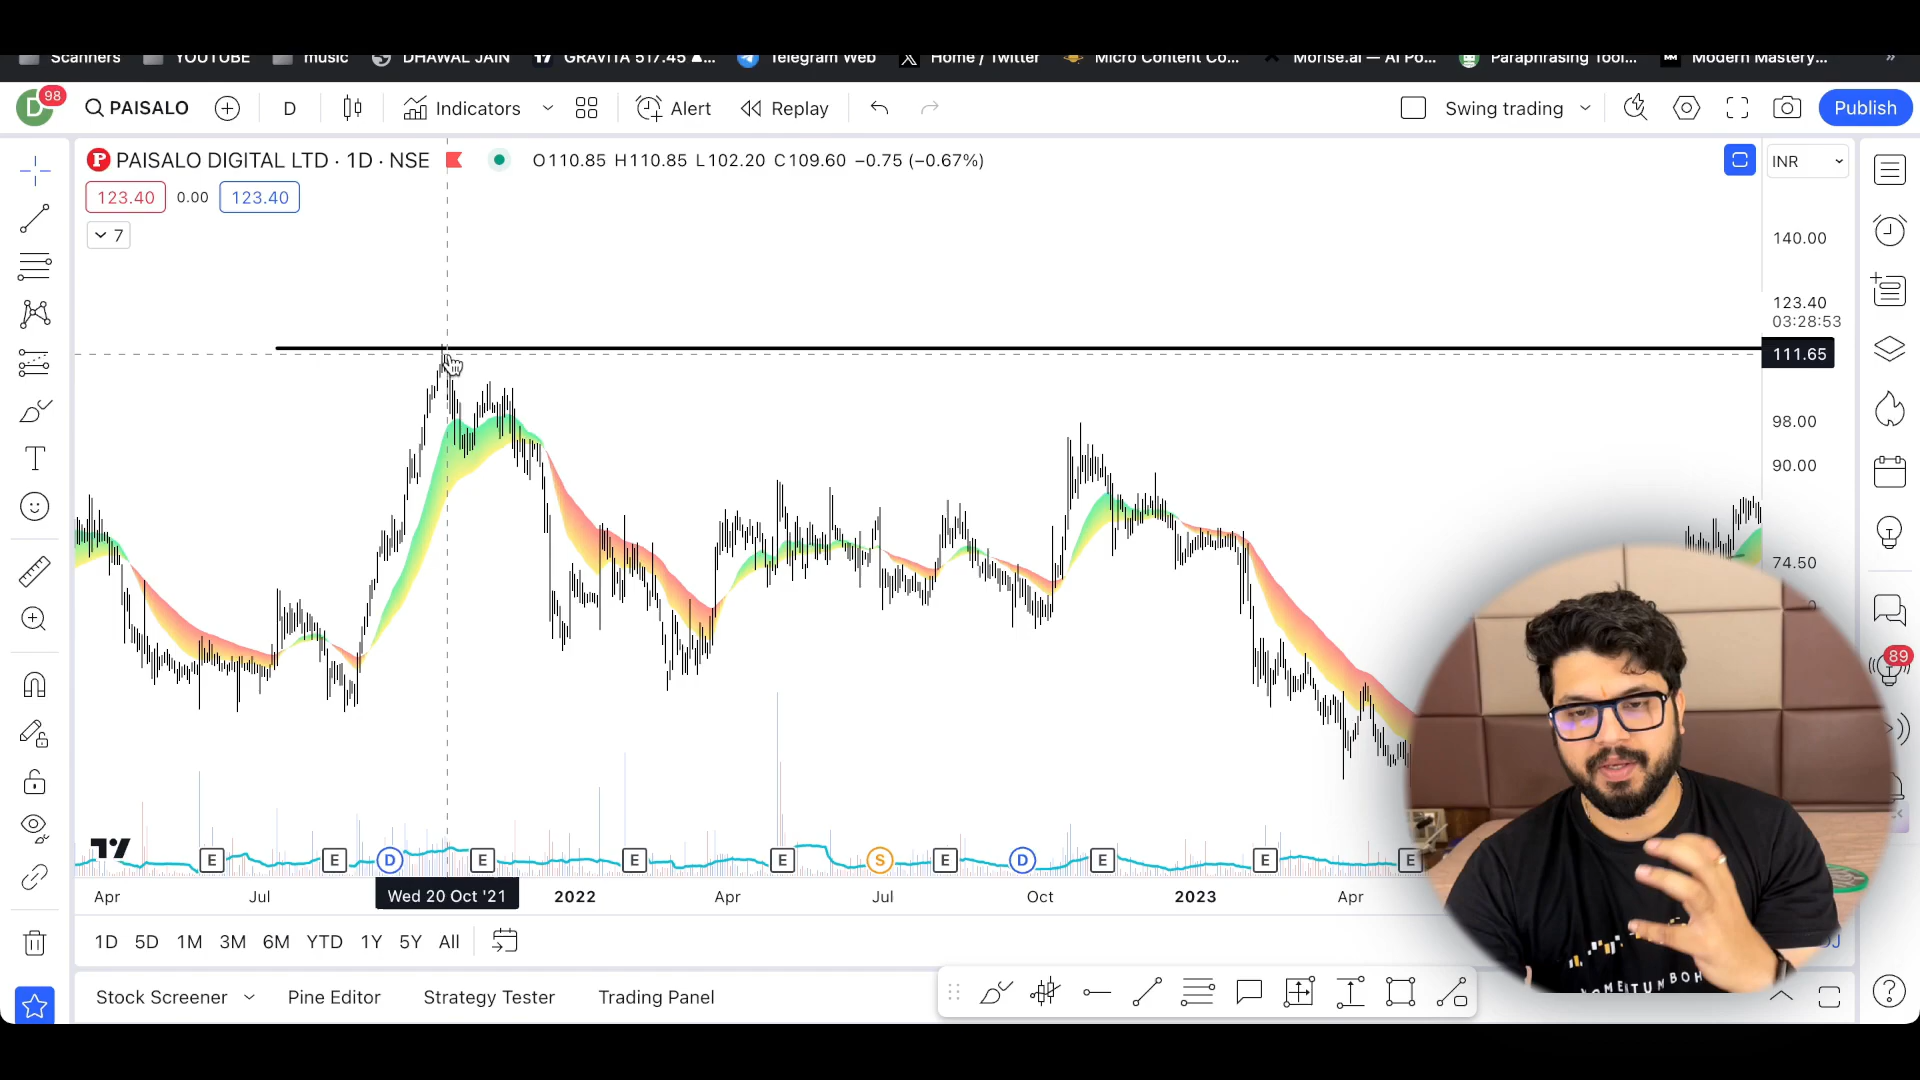 Scanners YOUTUBE music DHAWAL JAIN GRAVITA 517.45 ▲... Telegram Web Home / Twitter Micro Content Co... Morise.ai — AI Po... Paraphrasing Tool... Modern Mastery... »
D 98 PAISALO D Indicators Alert Replay Swing trading Publish
P PAISALO DIGITAL LTD · 1D · NSE O110.85 H110.85 L102.20 C109.60 −0.75 (−0.67%) INR
123.40 0.00 123.40
7
140.00
123.40
03:28:53
111.65
98.00
90.00
74.50
89
E E D E E E S E D E E E
Apr Jul Wed 20 Oct '21 2022 Apr Jul Oct 2023 Apr
1D 5D 1M 3M 6M YTD 1Y 5Y All
Stock Screener Pine Editor Strategy Tester Trading Panel